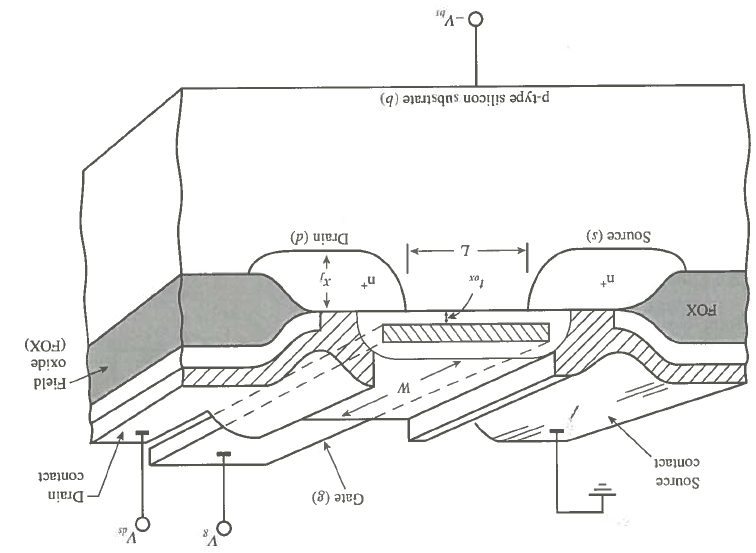 V_g
V_ds
Gate (g)
Source
contact
Drain
contact
W
Field
oxide
(FOX)
FOX
t_ox
n+
n+
x_j
L
Source (s)
Drain (d)
p-type silicon substrate (b)
−V_bs